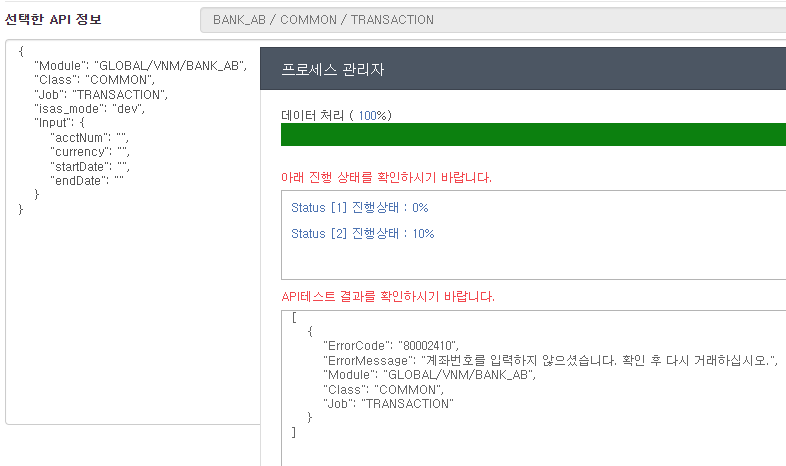 선택한 API 정보
BANK_AB / COMMON / TRANSACTION
{
"Module": "GLOBAL/VNM/BANK_AB",
"Class": "COMMON",
"Job": "TRANSACTION",
"isas_mode": "dev",
"Input": {
"acctNum": "",
"currency": "",
"startDate": "",
"endDate": ""
}
}
프로세스 관리자
데이터 처리 ( 100%)
아래 진행 상태를 확인하시기 바랍니다.
Status [1] 진행상태 : 0%
Status [2] 진행상태 : 10%
API테스트 결과를 확인하시기 바랍니다.
[
{
"ErrorCode": "80002410",
"ErrorMessage": "계좌번호를 입력하지 않으셨습니다. 확인 후 다시 거래하십시오.",
"Module": "GLOBAL/VNM/BANK_AB",
"Class": "COMMON",
"Job": "TRANSACTION"
}
]